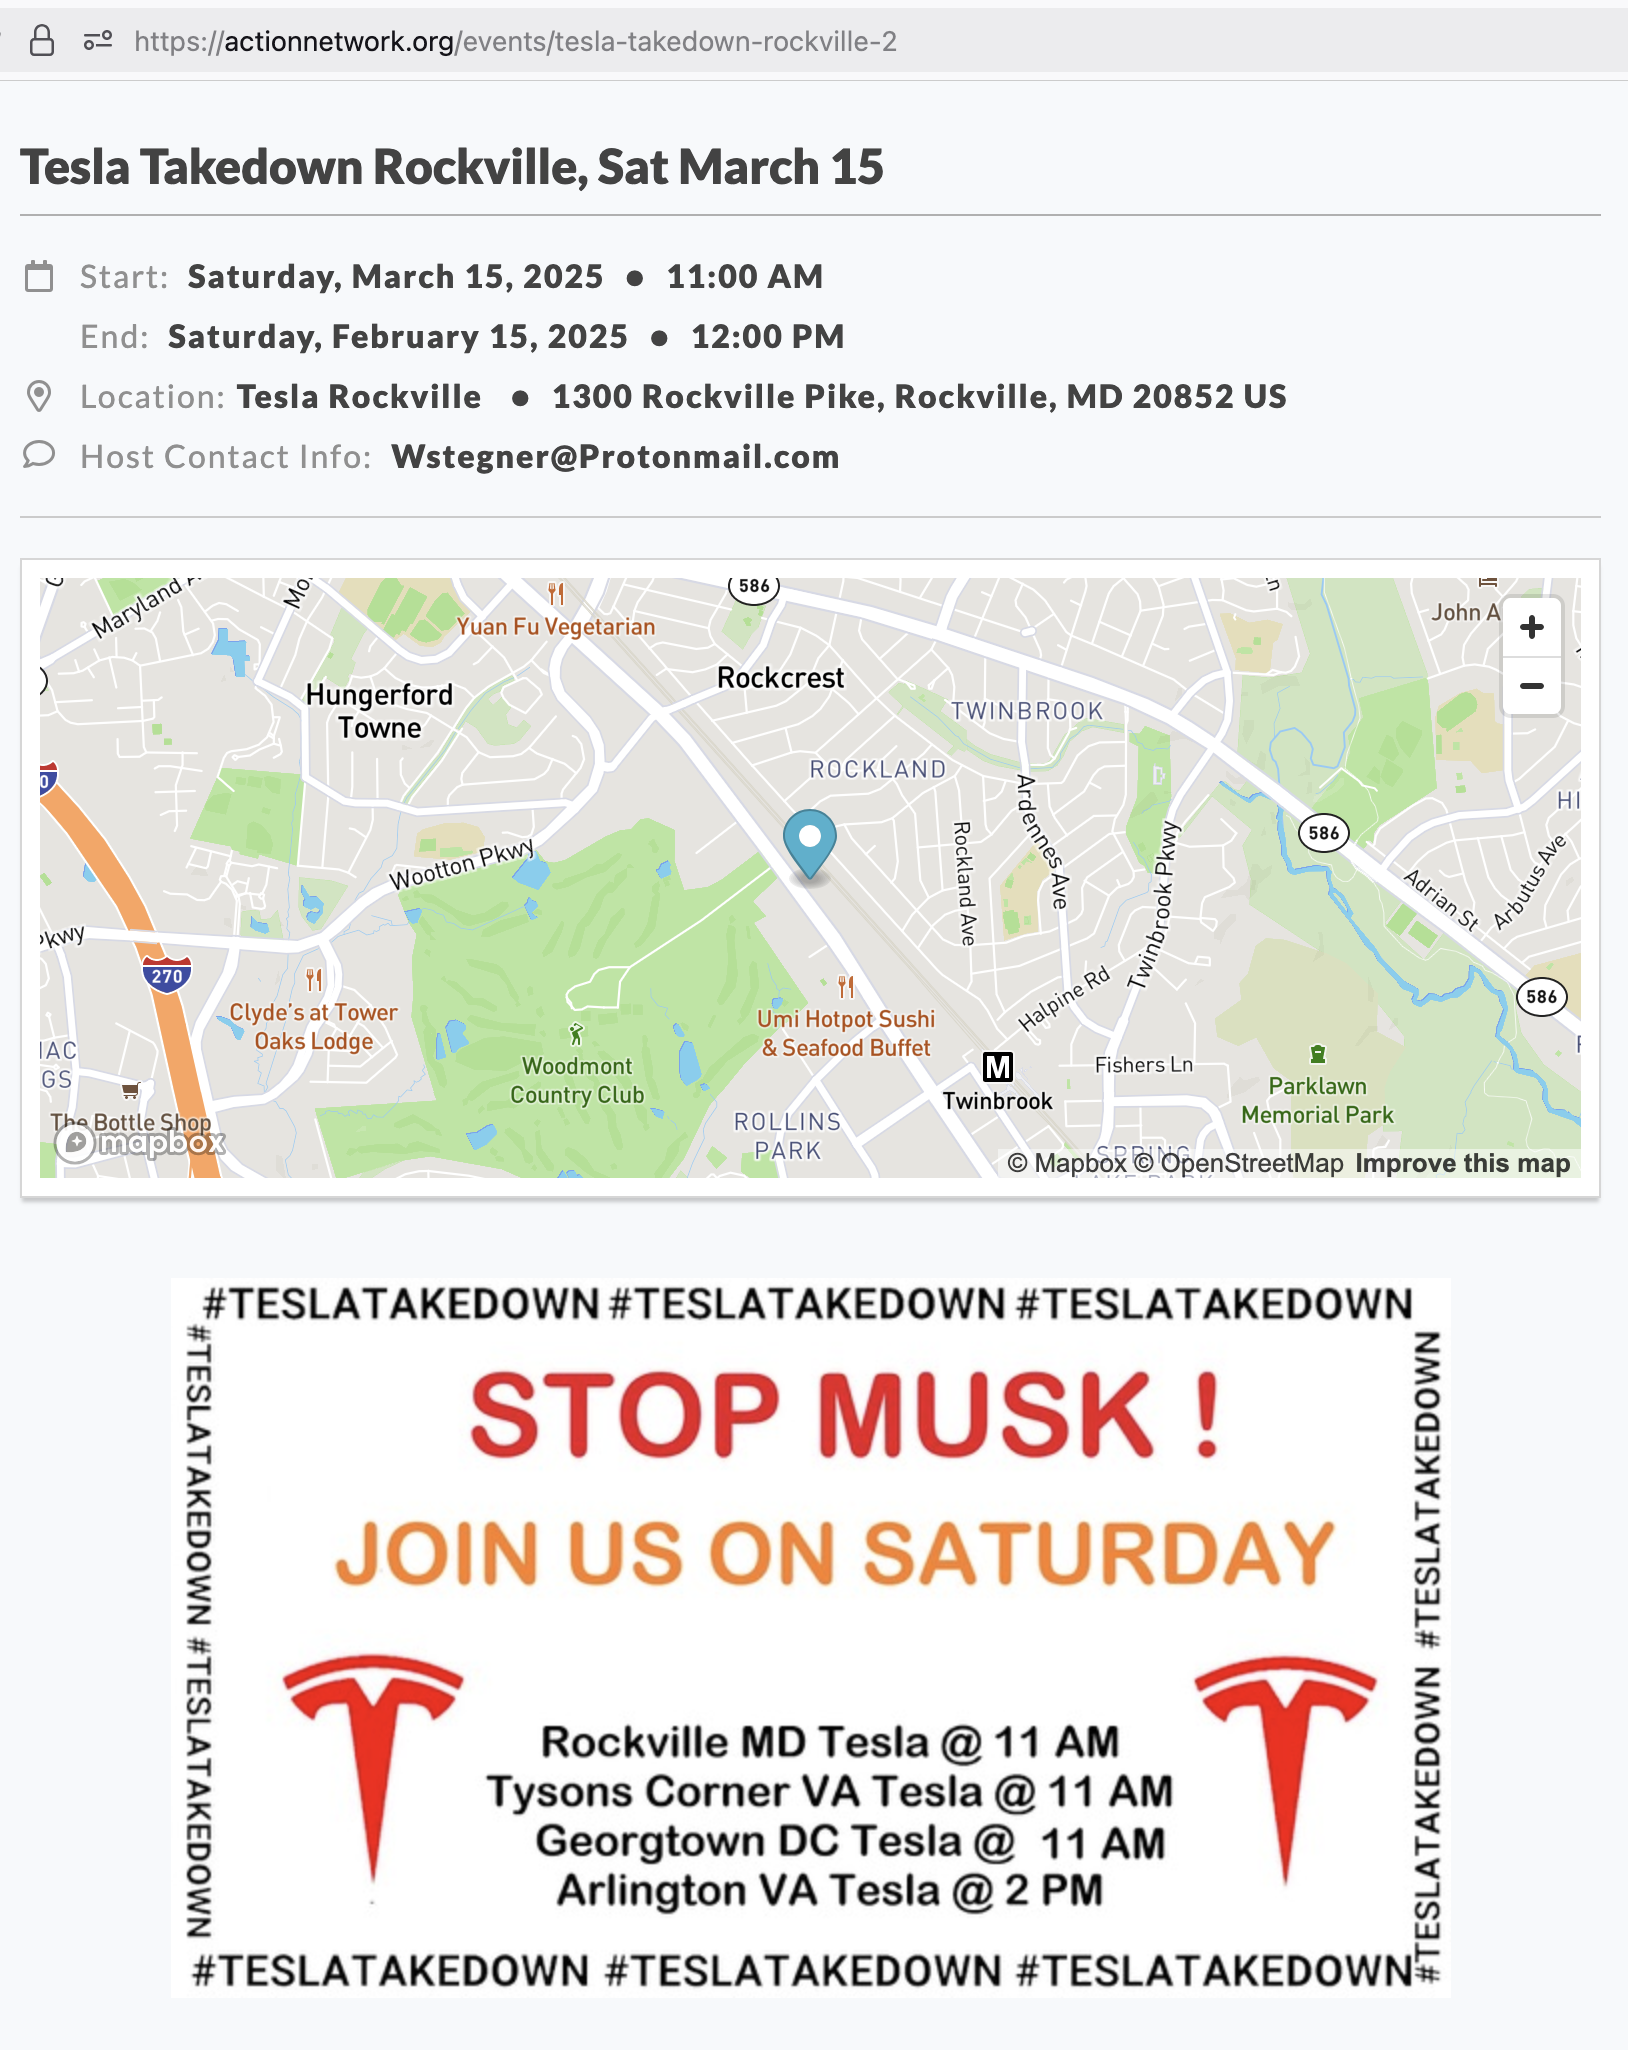 https://actionnetwork.org/events/tesla-takedown-rockville-2
Tesla Takedown Rockville, Sat March 15
Start: Saturday, March 15, 2025 • 11:00 AM
End: Saturday, February 15, 2025 • 12:00 PM
Location: Tesla Rockville • 1300 Rockville Pike, Rockville, MD 20852 US
Host Contact Info: Wstegner@Protonmail.com
Maryland
586
Yuan Fu Vegetarian
John A
+
−
Hungerford
Towne
Rockcrest
TWINBROOK
ROCKLAND
Ardennes Ave
Rockland Ave
Twinbrook Pkwy
586
Adrian St
Arbutus Ave
Wootton Pkwy
Pkwy
270
Clyde's at Tower
Oaks Lodge
Woodmont
Country Club
Umi Hotpot Sushi
& Seafood Buffet
Halpine Rd
586
M
Twinbrook
Fishers Ln
Parklawn
Memorial Park
The Bottle Shop
mapbox
ROLLINS
PARK
SPRING
© Mapbox © OpenStreetMap Improve this map
#TESLATAKEDOWN #TESLATAKEDOWN #TESLATAKEDOWN
#TESLATAKEDOWN #TESLATAKEDOWN
STOP MUSK !
JOIN US ON SATURDAY
Rockville MD Tesla @ 11 AM
Tysons Corner VA Tesla @ 11 AM
Georgtown DC Tesla @ 11 AM
Arlington VA Tesla @ 2 PM
#TESLATAKEDOWN #TESLATAKEDOWN
#TESLATAKEDOWN #TESLATAKEDOWN #TESLATAKEDOWN